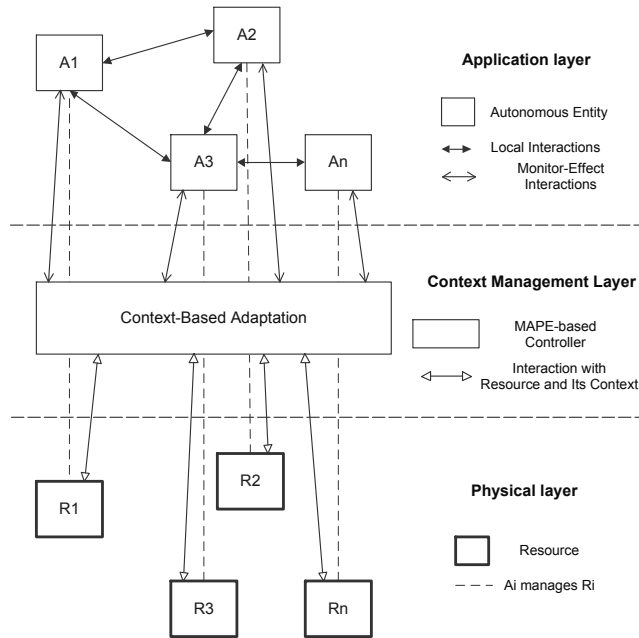 A2
A1
Application layer
Autonomous Entity
Local Interactions
A3
An
Monitor-Effect
Interactions
Context Management Layer
Context-Based Adaptation
MAPE-based
Controller
Interaction with
Resource and Its Context
R2
R1
Physical layer
Resource
R3
Rn
Ai manages Ri